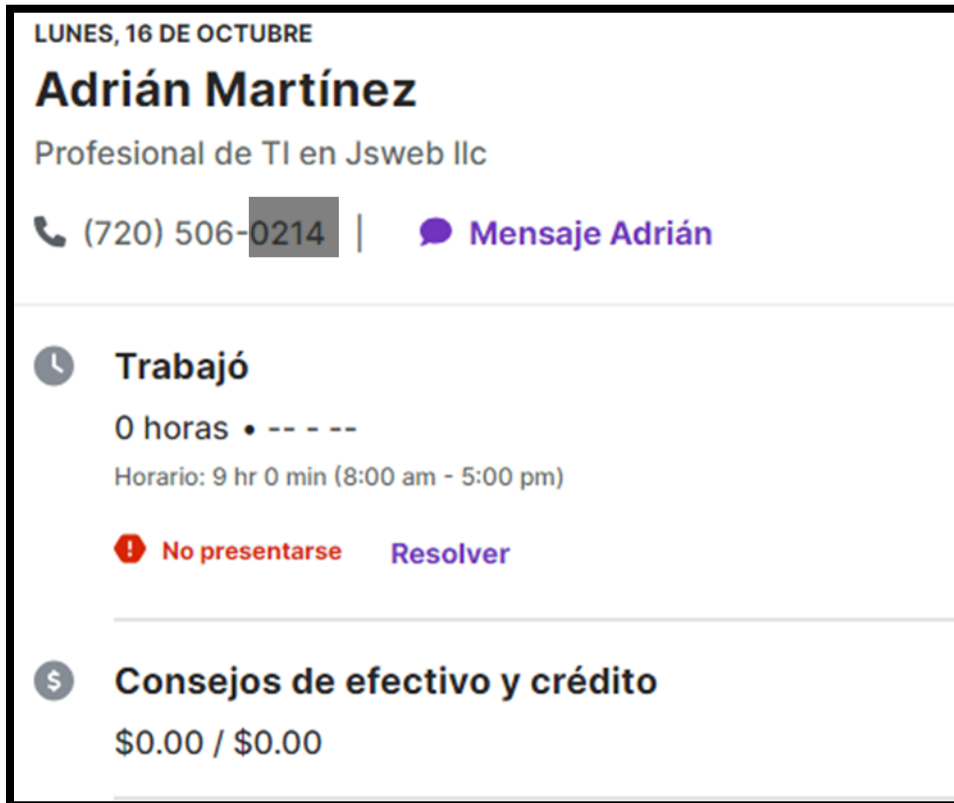 LUNES, 16 DE OCTUBRE
Adrián Martínez
Profesional de TI en Jsweb llc
(720) 506-0214 | Mensaje Adrián
Trabajó
0 horas • -- - --
Horario: 9 hr 0 min (8:00 am - 5:00 pm)
No presentarse Resolver
Consejos de efectivo y crédito
$0.00 / $0.00